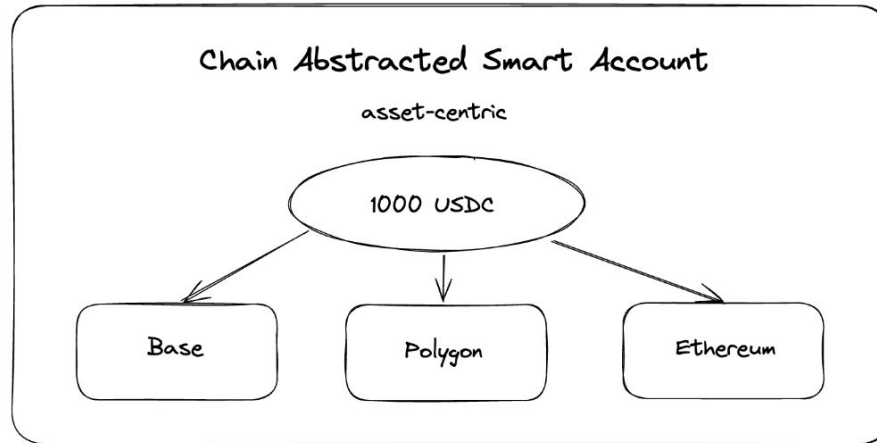 Chain Abstracted Smart Account
asset-centric
1000 USDC
Base
Polygon
Ethereum